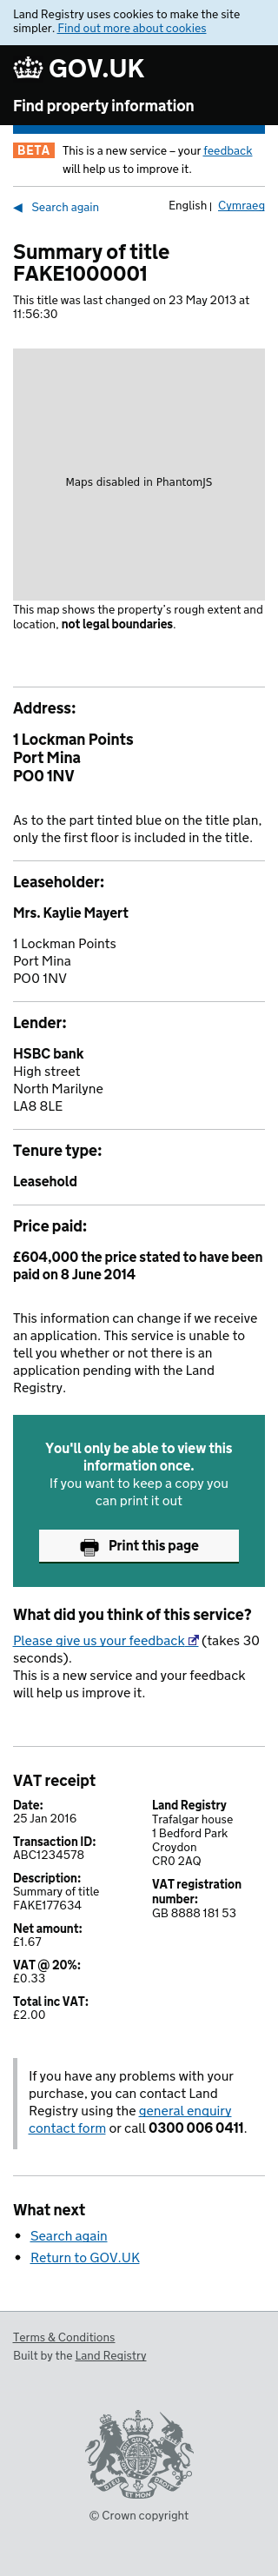 Land Registry uses cookies to make the site
simpler. Find out more about cookies
GOV.UK
Find property information
BETA This is a new service – your feedback
will help us to improve it.
◀ Search again English | Cymraeg
Summary of title
FAKE1000001
This title was last changed on 23 May 2013 at
11:56:30
Maps disabled in PhantomJS
This map shows the property's rough extent and
location, not legal boundaries.
Address:
1 Lockman Points
Port Mina
PO0 1NV
As to the part tinted blue on the title plan,
only the first floor is included in the title.
Leaseholder:
Mrs. Kaylie Mayert
1 Lockman Points
Port Mina
PO0 1NV
Lender:
HSBC bank
High street
North Marilyne
LA8 8LE
Tenure type:
Leasehold
Price paid:
£604,000 the price stated to have been
paid on 8 June 2014
This information can change if we receive
an application. This service is unable to
tell you whether or not there is an
application pending with the Land
Registry.
You'll only be able to view this
information once.
If you want to keep a copy you
can print it out
Print this page
What did you think of this service?
Please give us your feedback (takes 30
seconds).
This is a new service and your feedback
will help us improve it.
VAT receipt
Date:
25 Jan 2016
Transaction ID:
ABC1234578
Description:
Summary of title
FAKE177634
Net amount:
£1.67
VAT @ 20%:
£0.33
Total inc VAT:
£2.00
Land Registry
Trafalgar house
1 Bedford Park
Croydon
CR0 2AQ
VAT registration
number:
GB 8888 181 53
If you have any problems with your
purchase, you can contact Land
Registry using the general enquiry
contact form or call 0300 006 0411.
What next
• Search again
• Return to GOV.UK
Terms & Conditions
Built by the Land Registry
© Crown copyright